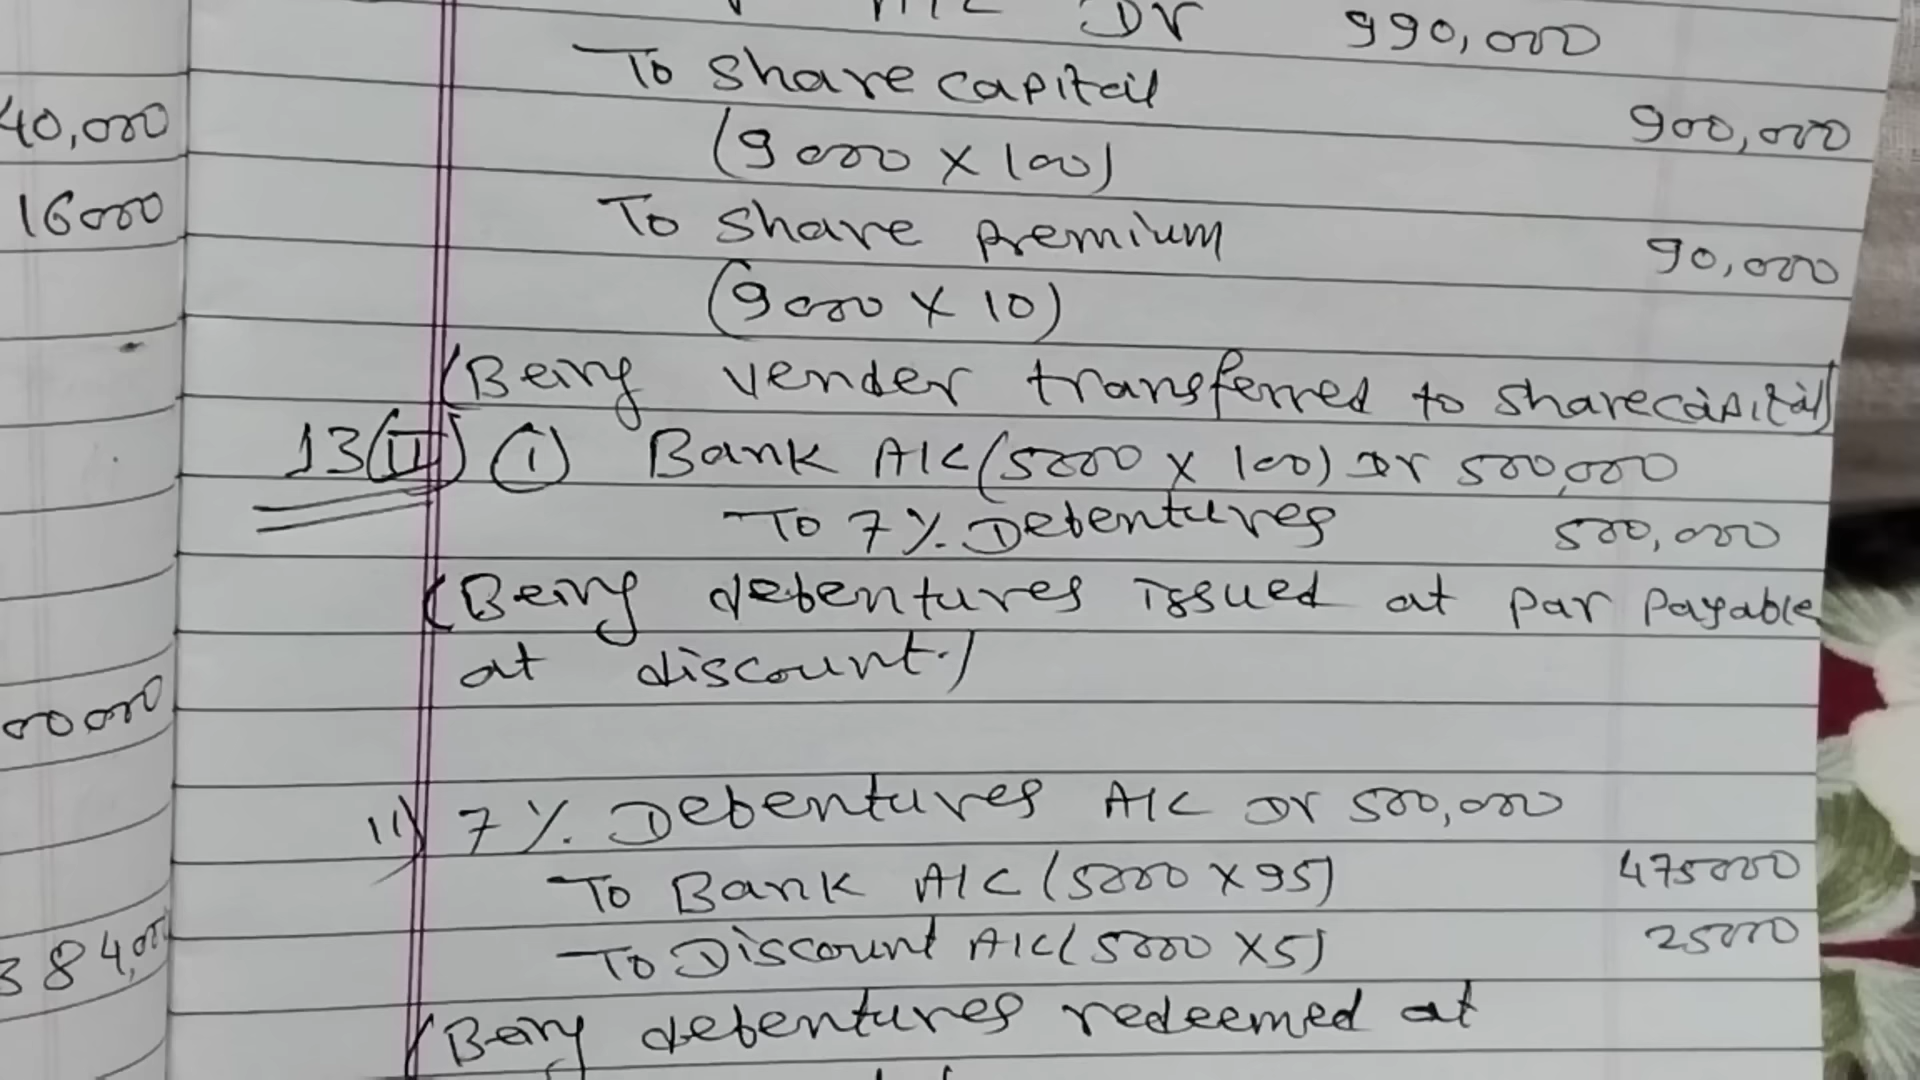 40,000
16000
A/C Dr 990,000
To share capital 900,000
(9000 X 100)
To share premium 90,000
(9000 X 10)
(Being vender transferred to sharecapital)
13(II) (i) Bank A/C (5000 X 100) Dr 500,000
To 7%. Debentures 500,000
(Being debentures issued at par payable
at discount.)
ii) 7%. Debentures A/C Dr 500,000
To Bank A/C (5000 X 95) 475000
To Discount A/C (5000 X5) 25000
384,000
(Being debentures redeemed at